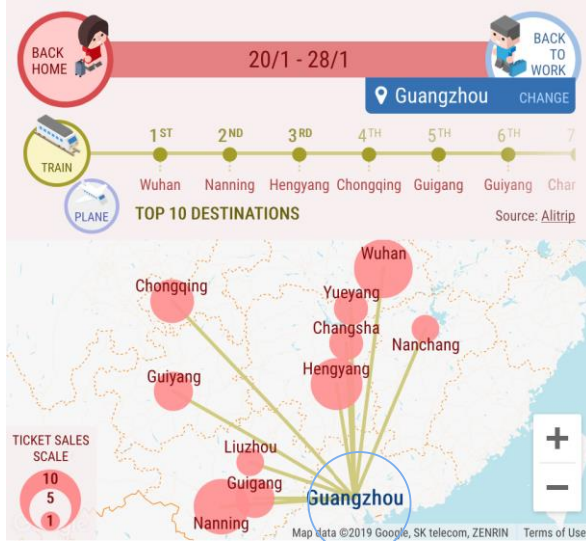 BACK
HOME
20/1 - 28/1
BACK
TO
WORK
Guangzhou CHANGE
TRAIN
PLANE
1ST 2ND 3RD 4TH 5TH 6TH 7
Wuhan Nanning Hengyang Chongqing Guigang Guiyang Char
TOP 10 DESTINATIONS
Source: Alitrip
Wuhan
Chongqing
Yueyang
Changsha
Nanchang
Hengyang
Guiyang
Liuzhou
Guigang
Guangzhou
Nanning
TICKET SALES
SCALE
10
5
1
+
−
Map data ©2019 Google, SK telecom, ZENRIN Terms of Use